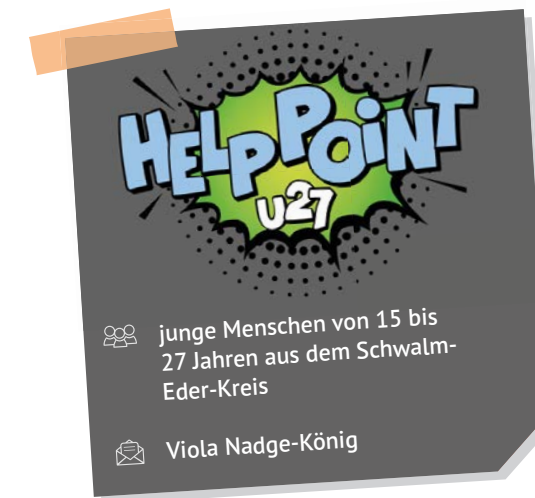 HELP POiNT
u27
junge Menschen von 15 bis
27 Jahren aus dem Schwalm-
Eder-Kreis
Viola Nadge-König